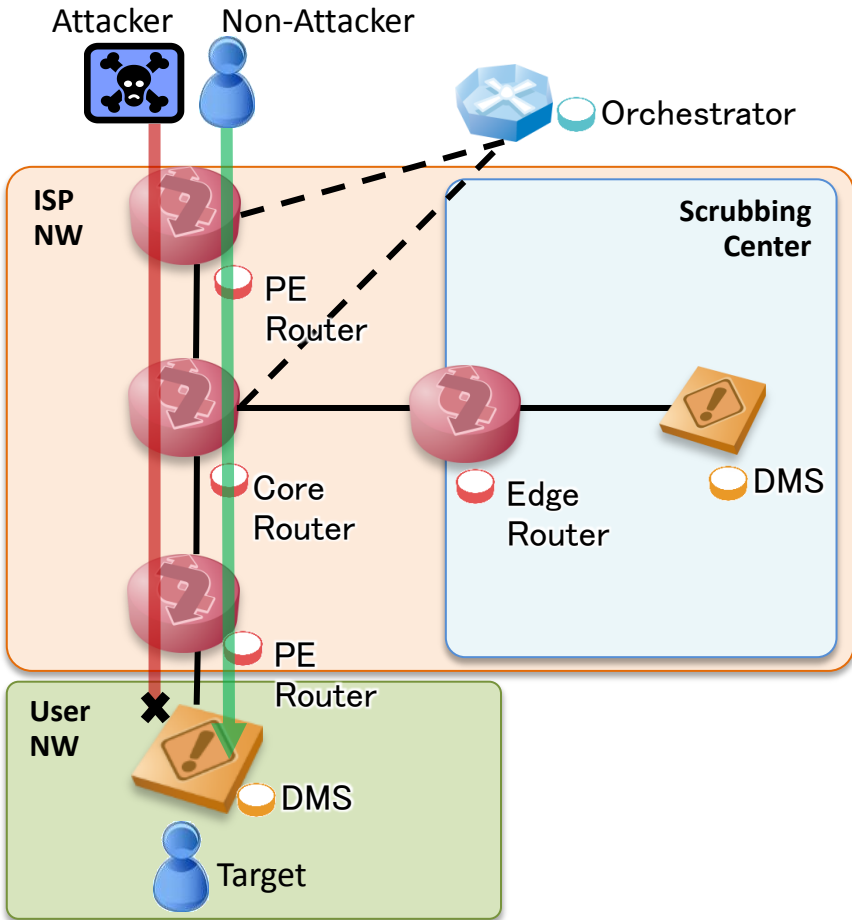 Attacker
Non-Attacker
Orchestrator
ISP
NW
Scrubbing
Center
PE
Router
Core
Router
Edge
Router
DMS
PE
Router
User
NW
DMS
Target